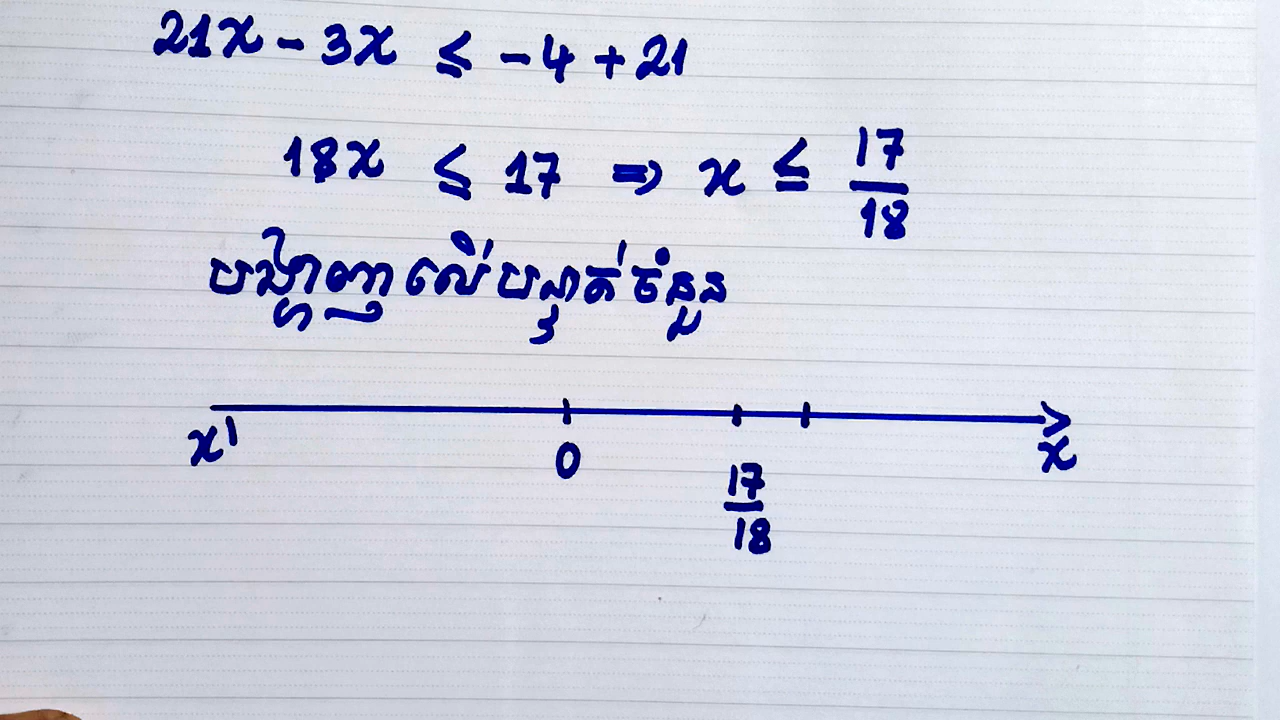 21x - 3x ≤ -4 + 21
18x ≤ 17 ⇒ x ≤ 17/18
បង្ហាញលើបន្ទាត់ចំនួន
x' 0 17/18 x